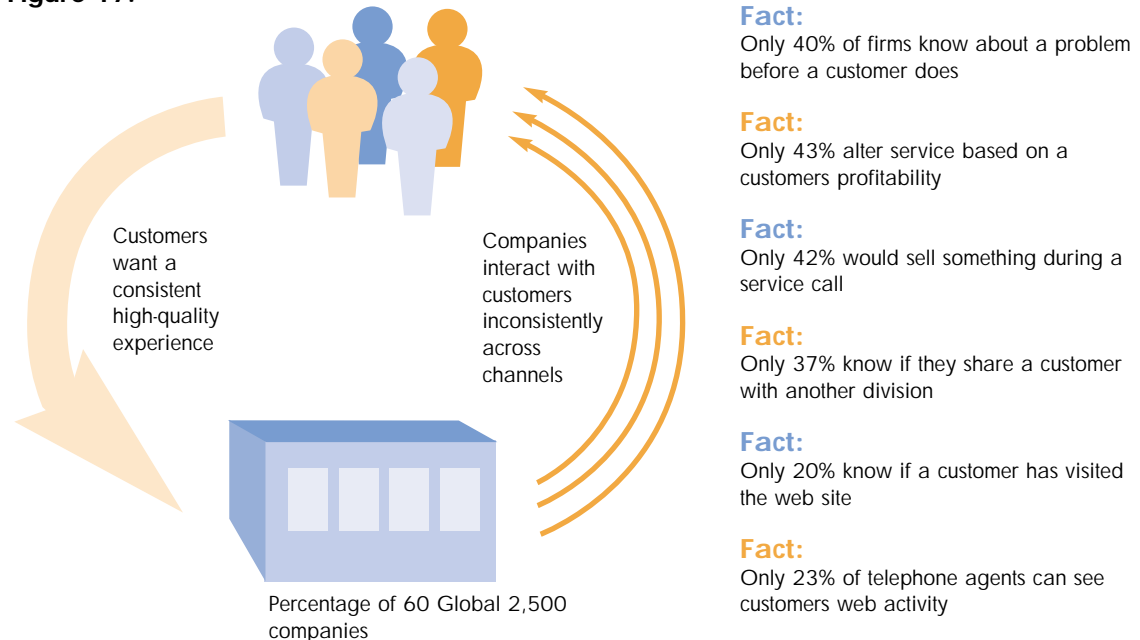 Customers
want a
consistent
high-quality
experience
Companies
interact with
customers
inconsistently
across
channels
Percentage of 60 Global 2,500
companies
Fact:
Only 40% of firms know about a problem
before a customer does
Fact:
Only 43% alter service based on a
customers profitability
Fact:
Only 42% would sell something during a
service call
Fact:
Only 37% know if they share a customer
with another division
Fact:
Only 20% know if a customer has visited
the web site
Fact:
Only 23% of telephone agents can see
customers web activity